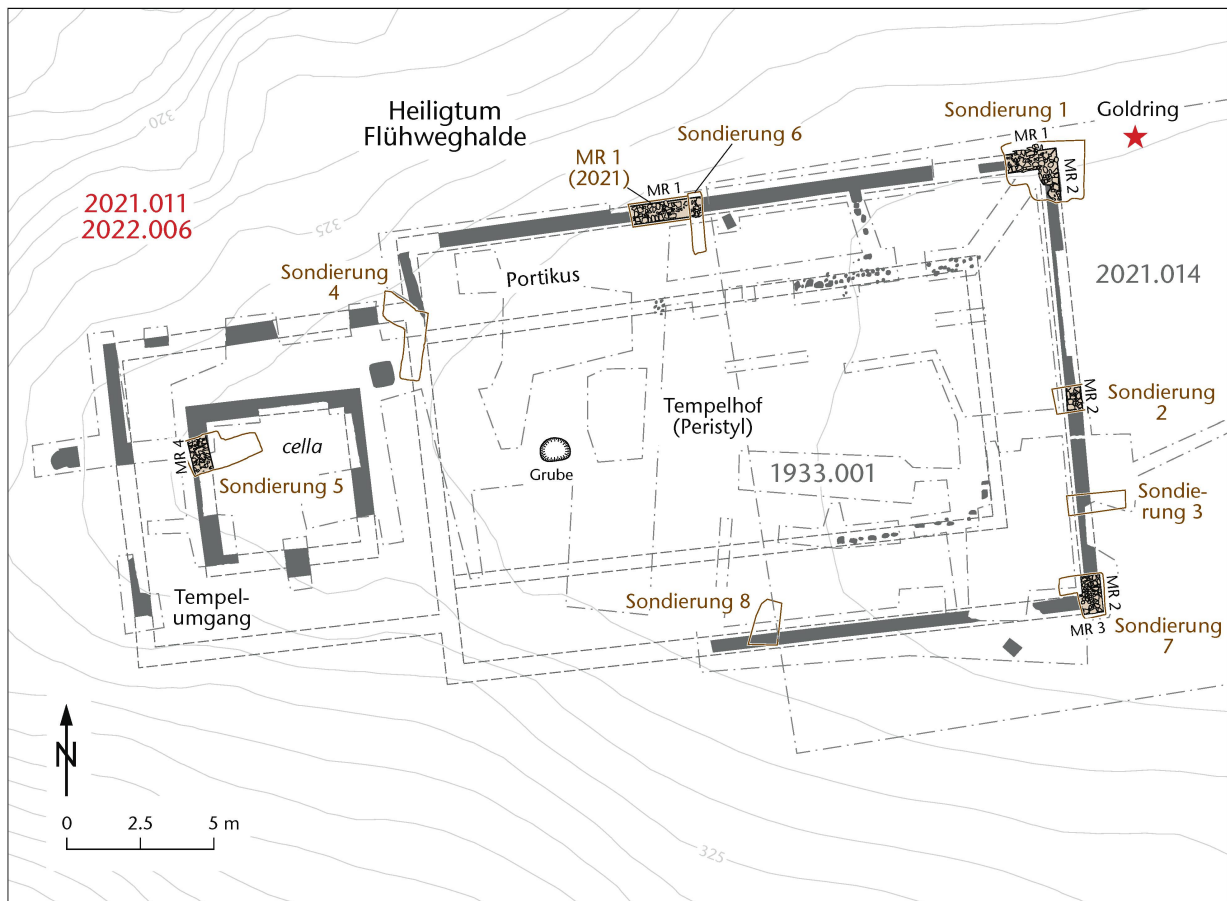 Heiligtum
Flühweghalde
2021.011
2022.006
320
325
Sondierung 1
Goldring
MR 1
MR 2
Sondierung 6
MR 1
(2021)
MR 1
2021.014
Sondierung
4
Portikus
MR 2
Sondierung
2
Tempelhof
(Peristyl)
MR 4
cella
Sondierung 5
Grube
1933.001
Sondie-
rung 3
Tempel-
umgang
Sondierung 8
MR 2
MR 3
Sondierung
7
N
0 2.5 5 m
325